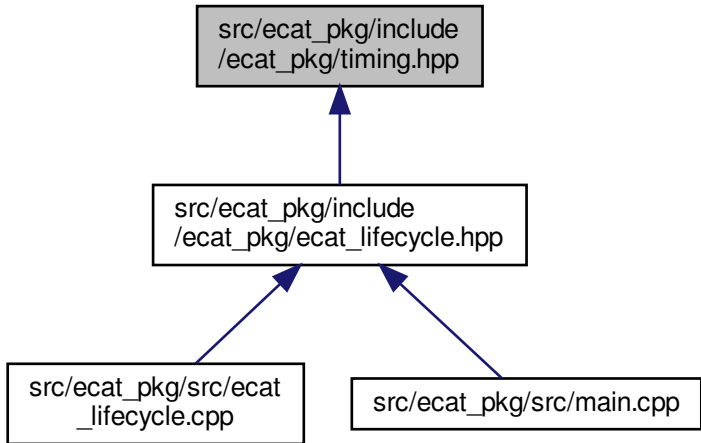 src/ecat_pkg/include
/ecat_pkg/timing.hpp
src/ecat_pkg/include
/ecat_pkg/ecat_lifecycle.hpp
src/ecat_pkg/src/ecat
_lifecycle.cpp
src/ecat_pkg/src/main.cpp